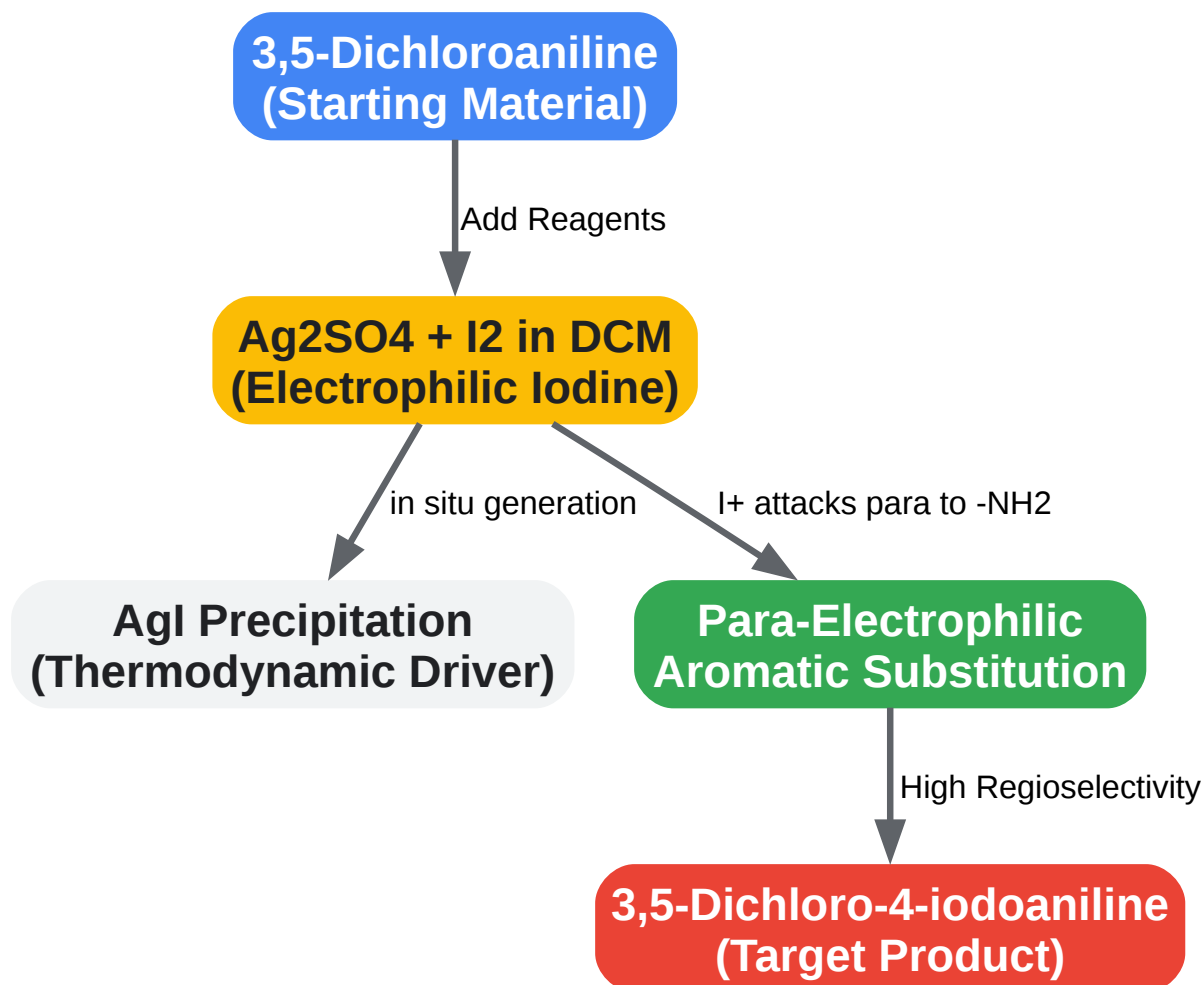 3,5-Dichloroaniline
(Starting Material)
Add Reagents
Ag2SO4 + I2 in DCM
(Electrophilic Iodine)
in situ generation
I+ attacks para to -NH2
AgI Precipitation
(Thermodynamic Driver)
Para-Electrophilic
Aromatic Substitution
High Regioselectivity
3,5-Dichloro-4-iodoaniline
(Target Product)